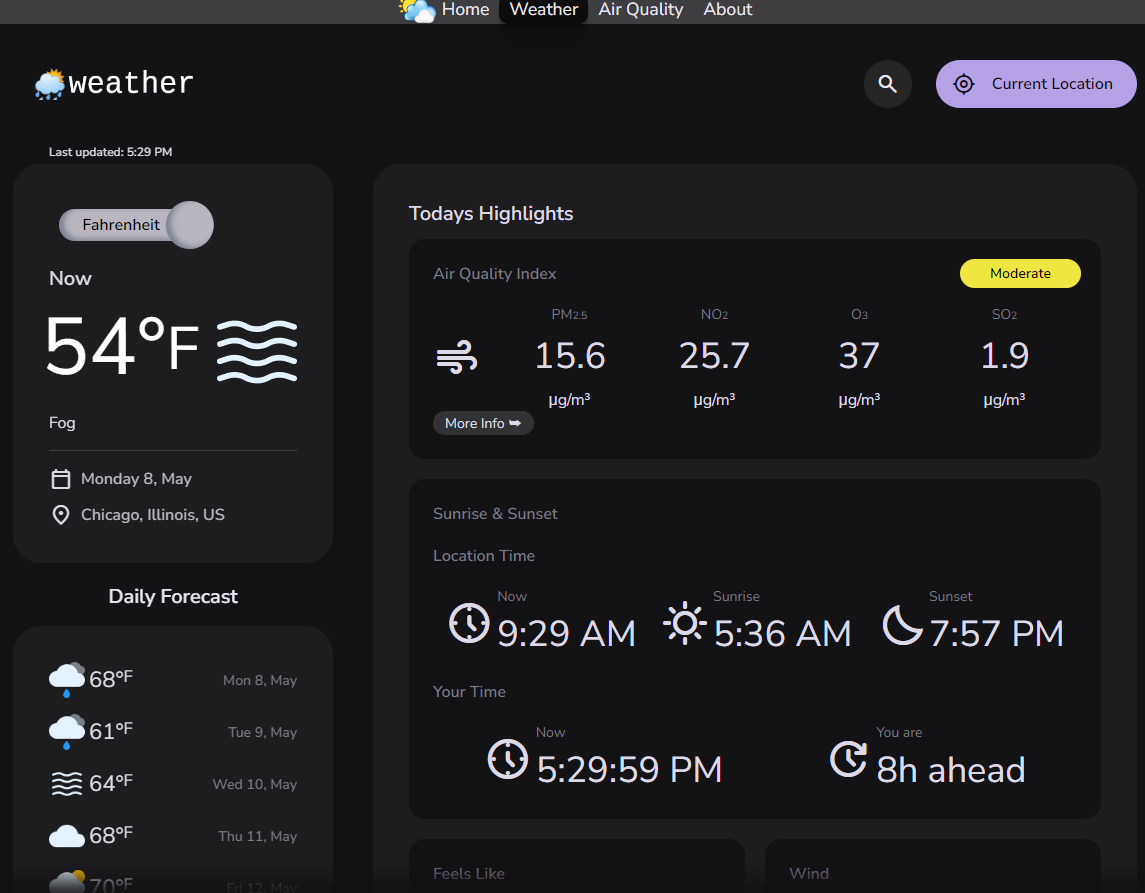 Home Weather Air Quality About
weather
Current Location
Last updated: 5:29 PM
Fahrenheit
Now
54°F
Fog
Monday 8, May
Chicago, Illinois, US
Daily Forecast
68°F Mon 8, May
61°F Tue 9, May
64°F Wed 10, May
68°F Thu 11, May
70°F Fri 12, May
Todays Highlights
Air Quality Index
Moderate
PM2.5 NO2 O3 SO2
15.6 25.7 37 1.9
μg/m³ μg/m³ μg/m³ μg/m³
More Info ➥
Sunrise & Sunset
Location Time
Now Sunrise Sunset
9:29 AM 5:36 AM 7:57 PM
Your Time
Now You are
5:29:59 PM 8h ahead
Feels Like Wind